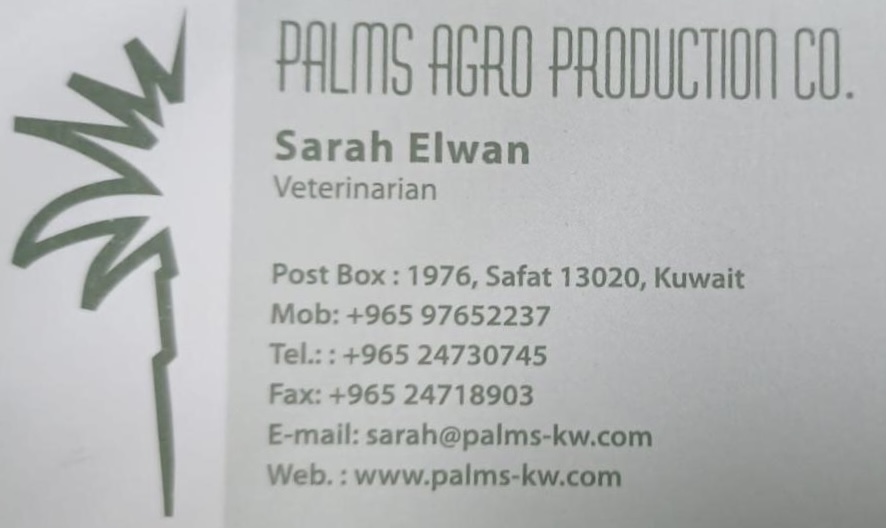 PALMS AGRO PRODUCTION CO.
Sarah Elwan
Veterinarian
Post Box : 1976, Safat 13020, Kuwait
Mob: +965 97652237
Tel.: : +965 24730745
Fax: +965 24718903
E-mail: sarah@palms-kw.com
Web. : www.palms-kw.com